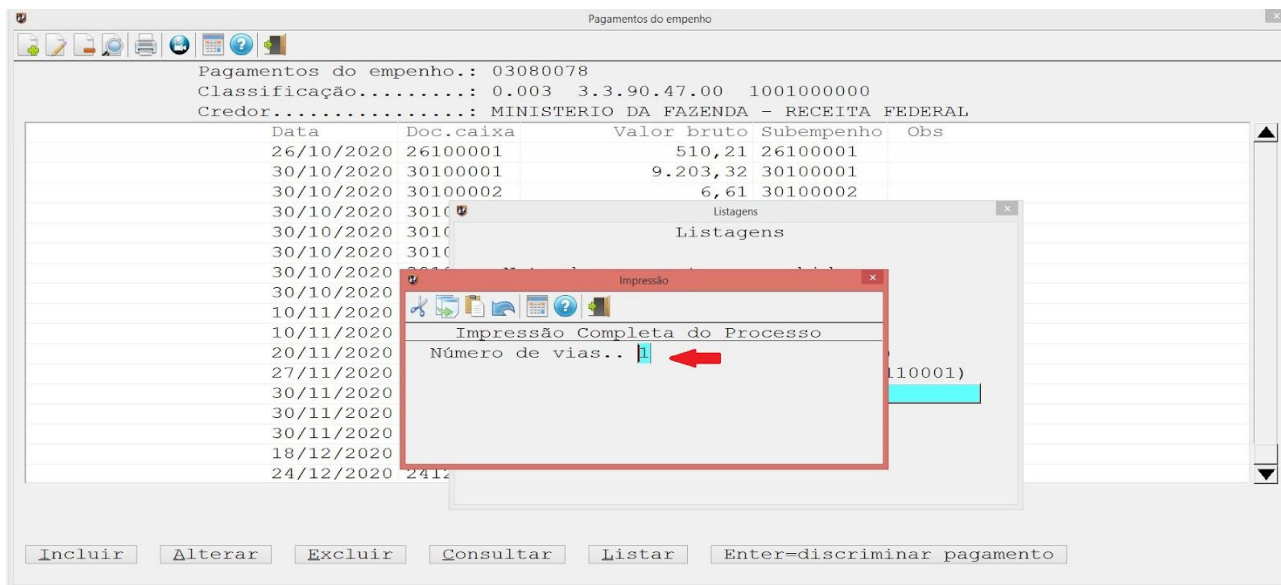 Pagamentos do empenho
Pagamentos do empenho.: 03080078
Classificação.........: 0.003 3.3.90.47.00 1001000000
Credor................: MINISTERIO DA FAZENDA - RECEITA FEDERAL
Data Doc.caixa Valor bruto Subempenho Obs
26/10/2020 26100001 510,21 26100001
30/10/2020 30100001 9.203,32 30100001
30/10/2020 30100002 6,61 30100002
30/10/2020 3010
30/10/2020 3010
30/10/2020 3010
30/10/2020
30/10/2020
10/11/2020
10/11/2020
20/11/2020
27/11/2020 110001)
30/11/2020
30/11/2020
30/11/2020
18/12/2020
24/12/2020 2412
Listagens
Listagens
Impressão
Impressão Completa do Processo
Número de vias.. 1
Incluir Alterar Excluir Consultar Listar Enter=discriminar pagamento